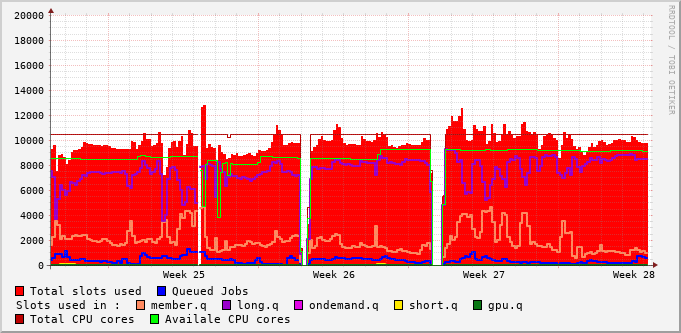 20000
18000
16000
14000
12000
10000
8000
6000
4000
2000
0
Week 25 Week 26 Week 27 Week 28
Total slots used Queued Jobs
Slots used in : member.q long.q ondemand.q short.q gpu.q
Total CPU cores Availale CPU cores
RRDTOOL / TOBI OETIKER